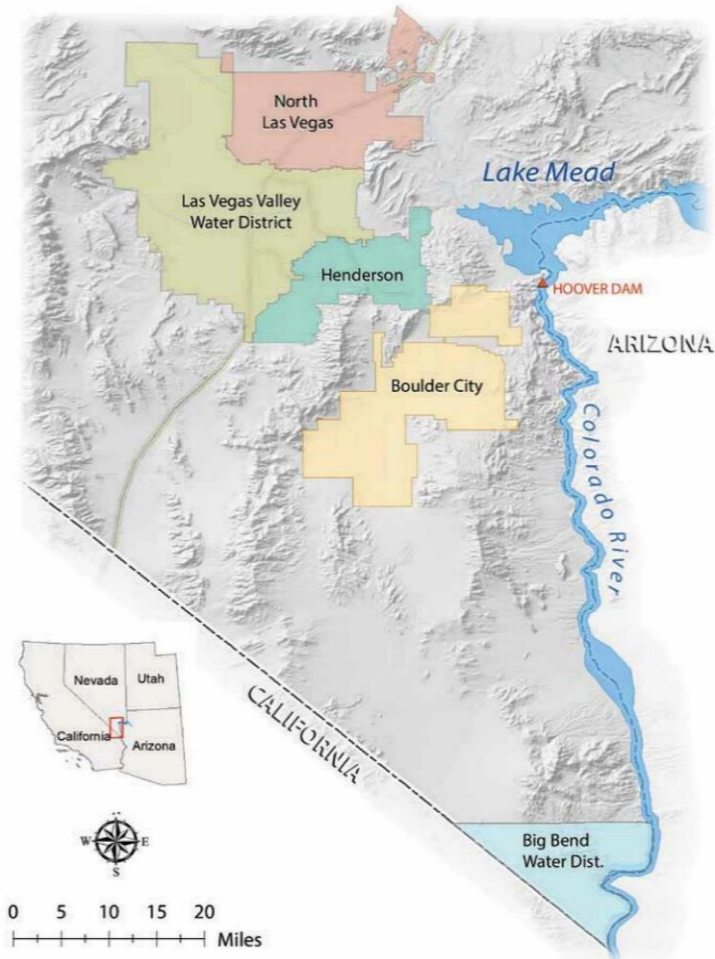 North
Las Vegas
Las Vegas Valley
Water District
Lake Mead
Henderson
HOOVER DAM
ARIZONA
Boulder City
Colorado River
CALIFORNIA
Nevada
Utah
California
Arizona
Big Bend
Water Dist.
N
W
E
S
0 5 10 15 20
Miles